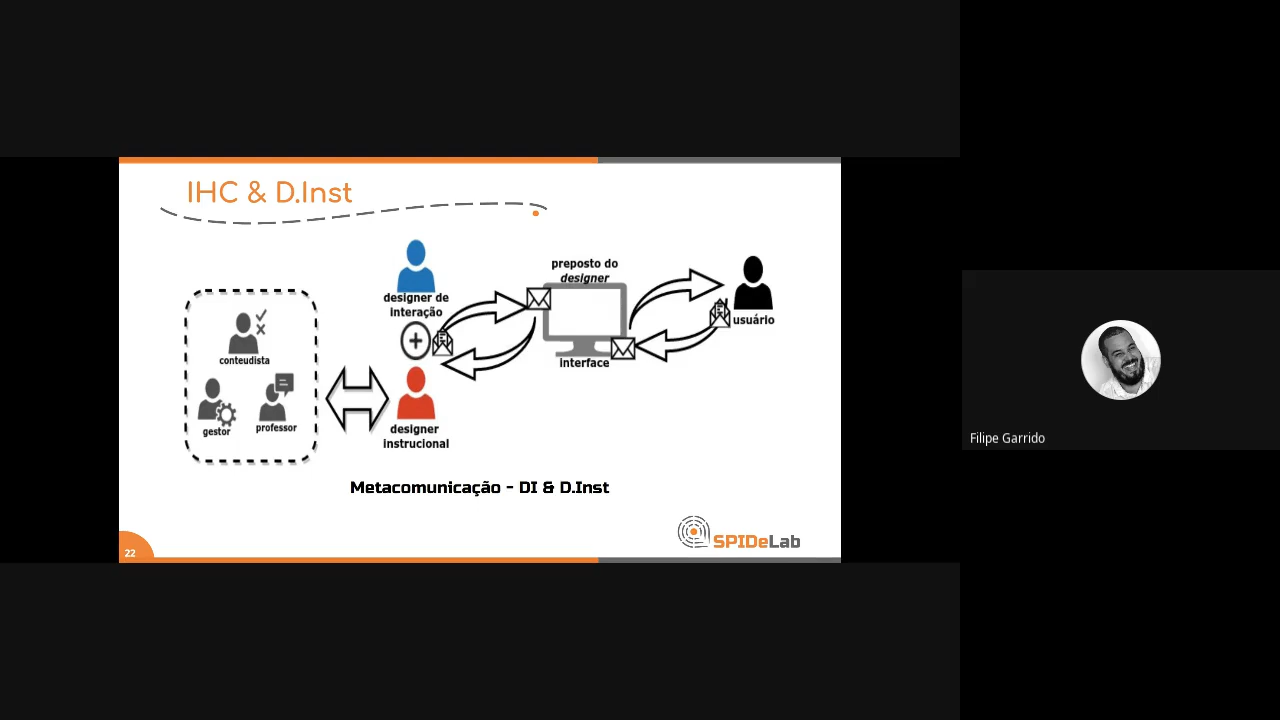 IHC & D.Inst
designer de
interação
preposto do
designer
usuário
interface
conteudista
gestor
professor
designer
instrucional
Metacomunicação - DI & D.Inst
SPIDeLab
22
Filipe Garrido